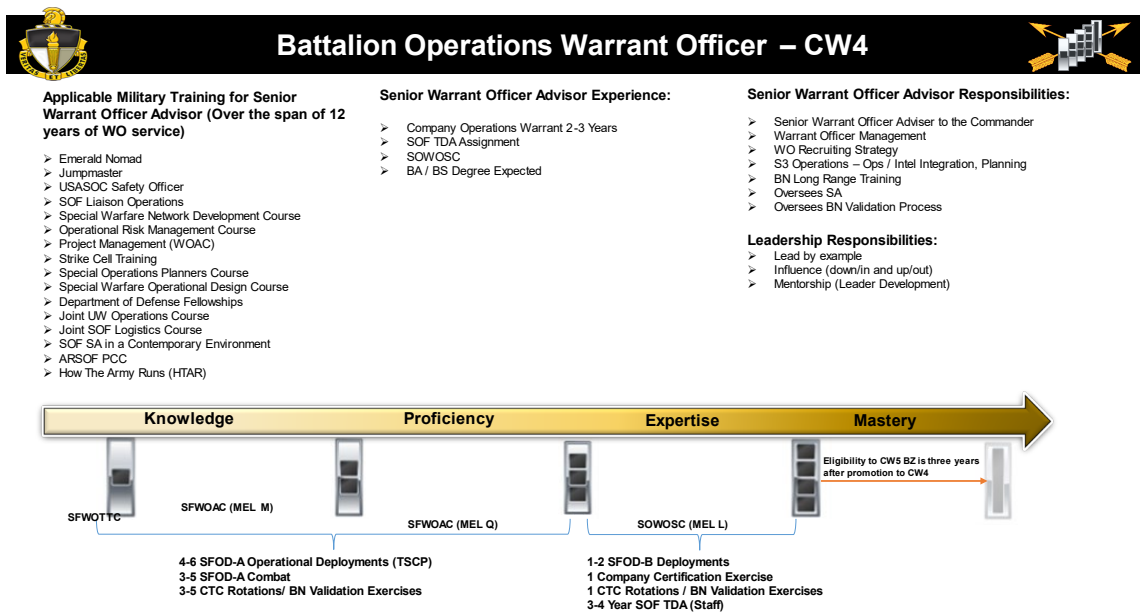 Battalion Operations Warrant Officer – CW4
Applicable Military Training for Senior
Warrant Officer Advisor (Over the span of 12
years of WO service)
➢ Emerald Nomad
➢ Jumpmaster
➢ USASOC Safety Officer
➢ SOF Liaison Operations
➢ Special Warfare Network Development Course
➢ Operational Risk Management Course
➢ Project Management (WOAC)
➢ Strike Cell Training
➢ Special Operations Planners Course
➢ Special Warfare Operational Design Course
➢ Department of Defense Fellowships
➢ Joint UW Operations Course
➢ Joint SOF Logistics Course
➢ SOF SA in a Contemporary Environment
➢ ARSOF PCC
➢ How The Army Runs (HTAR)
Senior Warrant Officer Advisor Experience:
➢ Company Operations Warrant 2-3 Years
➢ SOF TDA Assignment
➢ SOWOSC
➢ BA / BS Degree Expected
Senior Warrant Officer Advisor Responsibilities:
➢ Senior Warrant Officer Adviser to the Commander
➢ Warrant Officer Management
➢ WO Recruiting Strategy
➢ S3 Operations – Ops / Intel Integration, Planning
➢ BN Long Range Training
➢ Oversees SA
➢ Oversees BN Validation Process
Leadership Responsibilities:
➢ Lead by example
➢ Influence (down/in and up/out)
➢ Mentorship (Leader Development)
Knowledge Proficiency Expertise Mastery
Eligibility to CW5 BZ is three years
after promotion to CW4
SFWOTTC
SFWOAC (MEL M)
SFWOAC (MEL Q)
SOWOSC (MEL L)
4-6 SFOD-A Operational Deployments (TSCP)
3-5 SFOD-A Combat
3-5 CTC Rotations/ BN Validation Exercises
1-2 SFOD-B Deployments
1 Company Certification Exercise
1 CTC Rotations / BN Validation Exercises
3-4 Year SOF TDA (Staff)